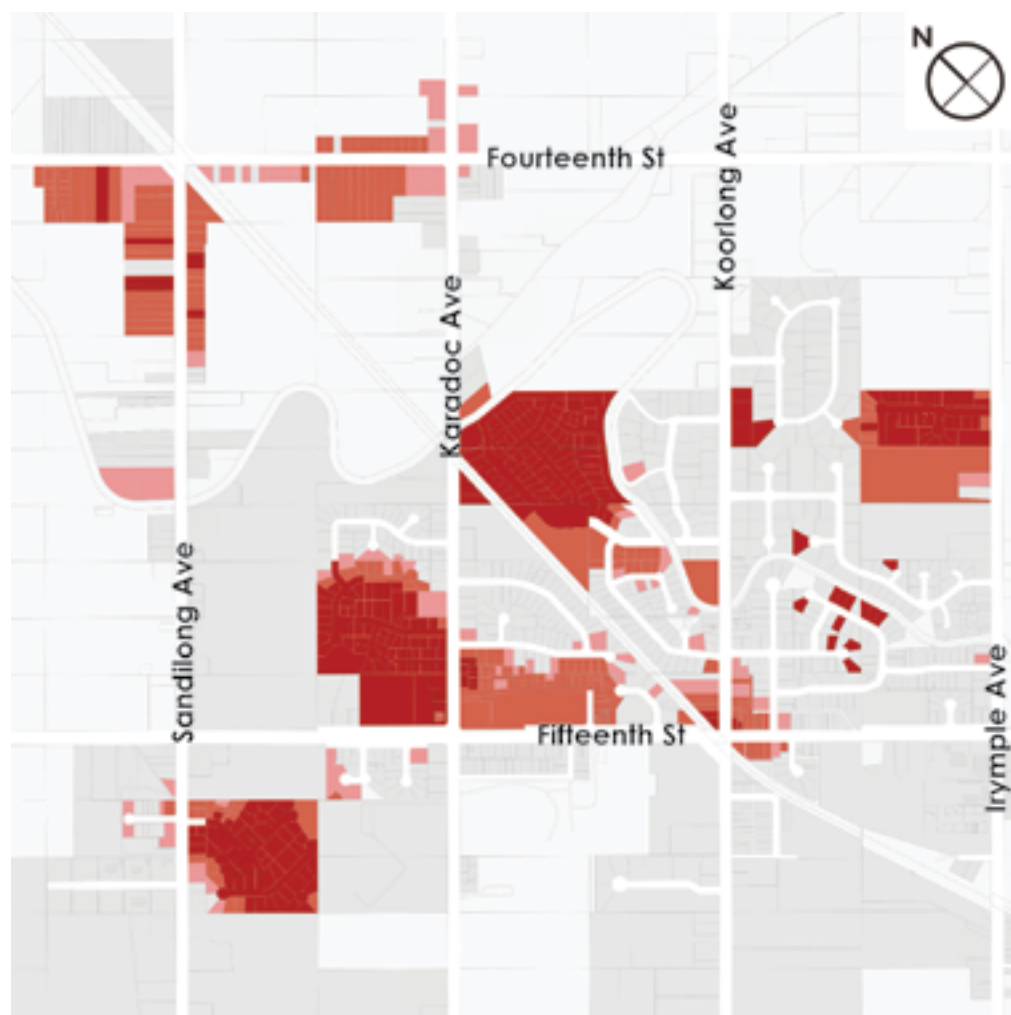 N
Fourteenth St
Koorlong Ave
Karadoc Ave
Sandilong Ave
Fifteenth St
Irymple Ave